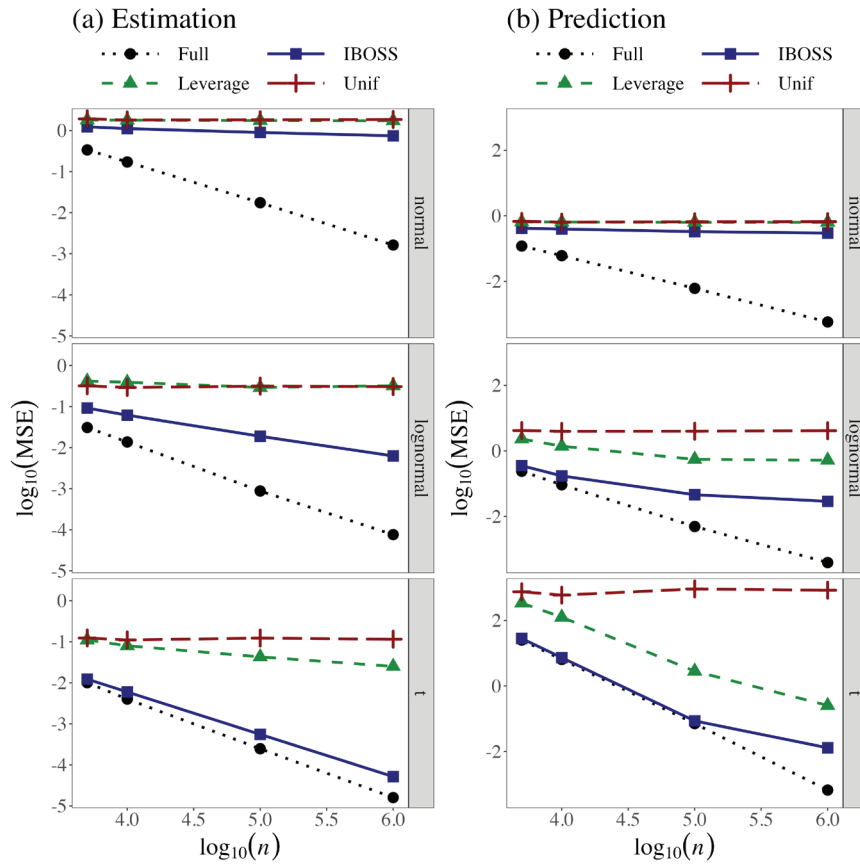 (a) Estimation
Full
IBOSS
Leverage
Unif
0
-1
-2
-3
-4
-5
normal
0
-1
-2
-3
-4
-5
lognormal
0
-1
-2
-3
-4
-5
t
log10(MSE)
4.0 4.5 5.0 5.5 6.0
log10(n)
(b) Prediction
Full
IBOSS
Leverage
Unif
2
0
-2
normal
2
0
-2
lognormal
2
0
-2
t
log10(MSE)
4.0 4.5 5.0 5.5 6.0
log10(n)